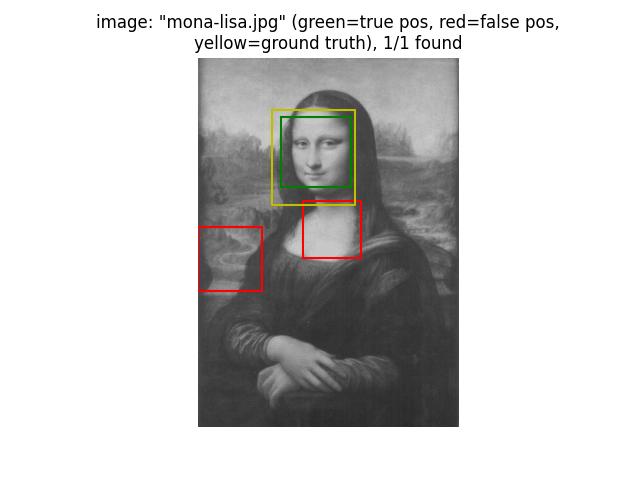 image: "mona-lisa.jpg" (green=true pos, red=false pos,
yellow=ground truth), 1/1 found